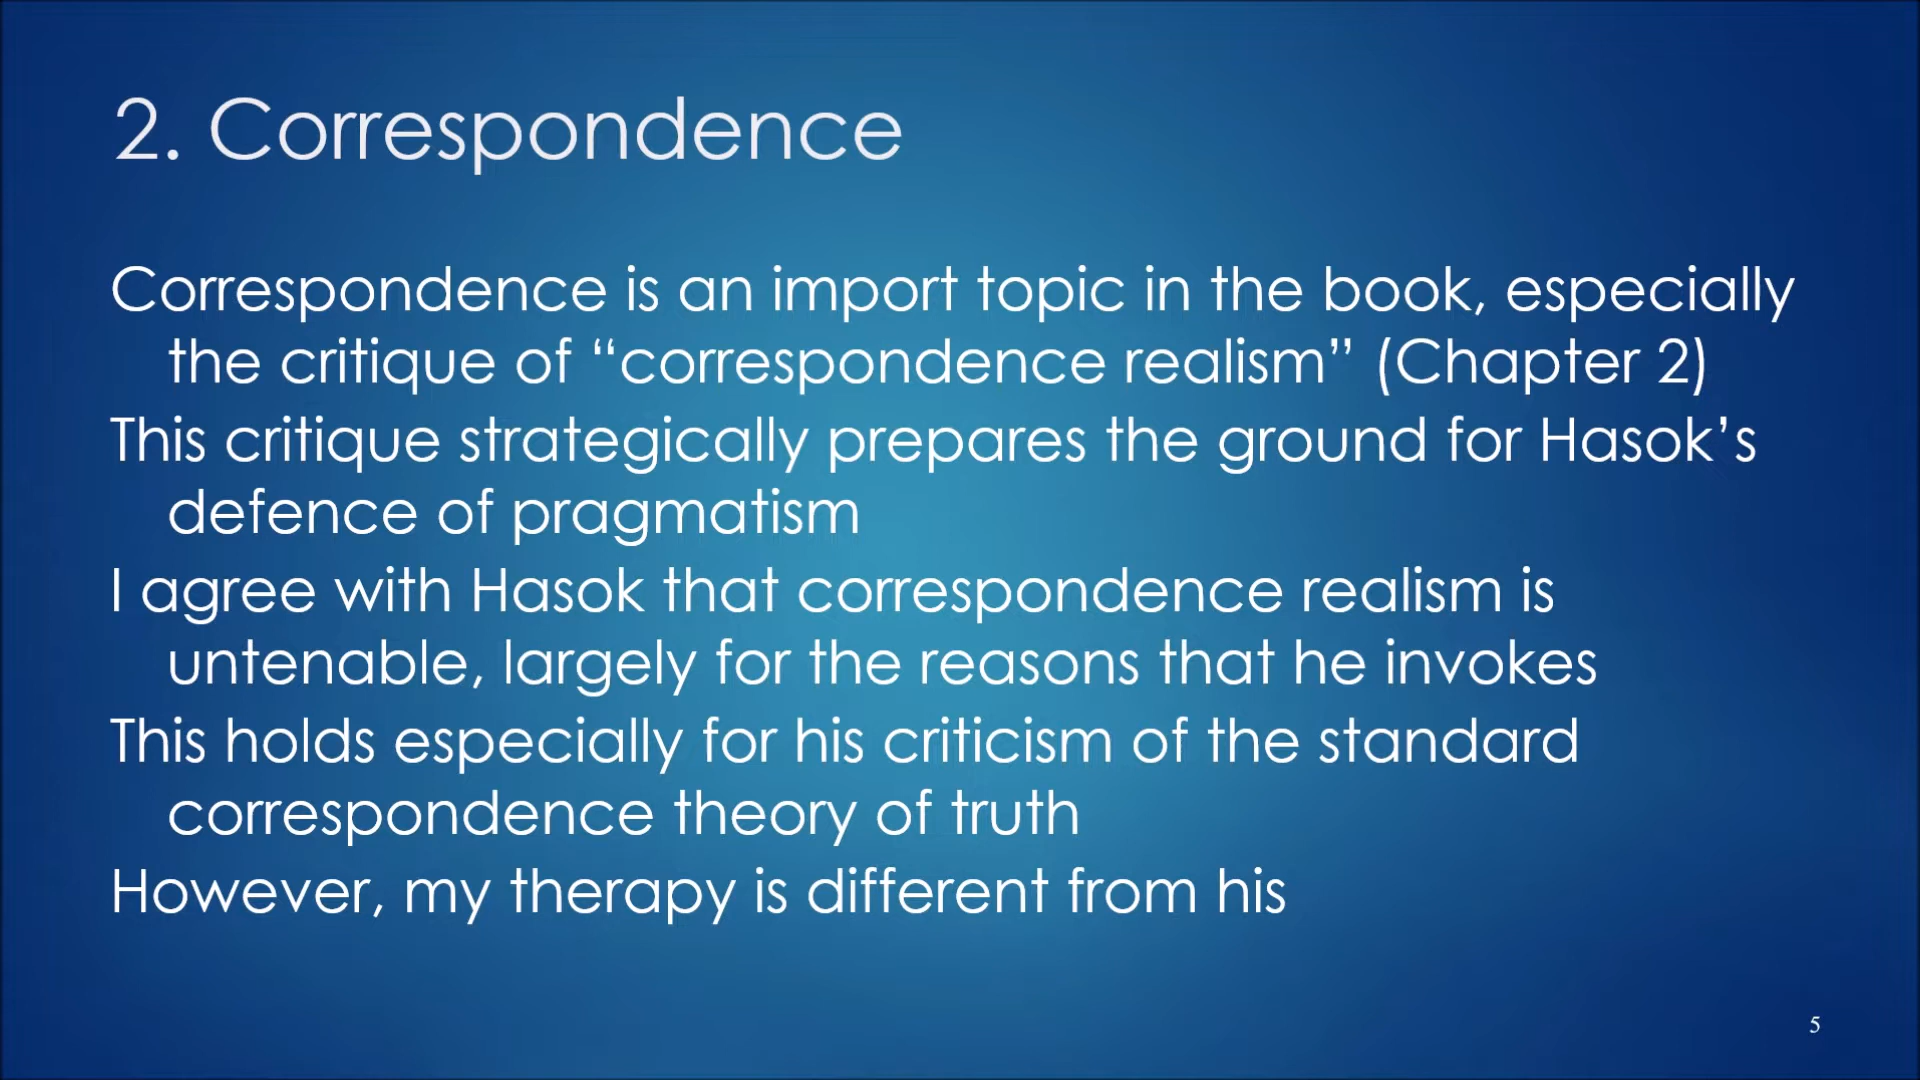 2. Correspondence
Correspondence is an import topic in the book, especially
the critique of “correspondence realism” (Chapter 2)
This critique strategically prepares the ground for Hasok’s
defence of pragmatism
I agree with Hasok that correspondence realism is
untenable, largely for the reasons that he invokes
This holds especially for his criticism of the standard
correspondence theory of truth
However, my therapy is different from his
5